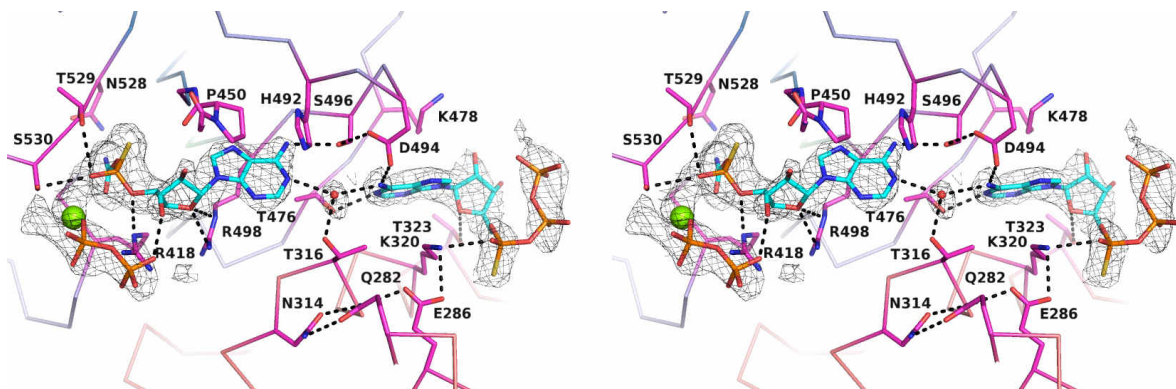 T529 N528 P450 H492 S496 K478
S530 D494
T476 R498 T323
R418 T316 K320
Q282
N314 E286
T529 N528 P450 H492 S496 K478
S530 D494
T476 R498 T323
R418 T316 K320
Q282
N314 E286